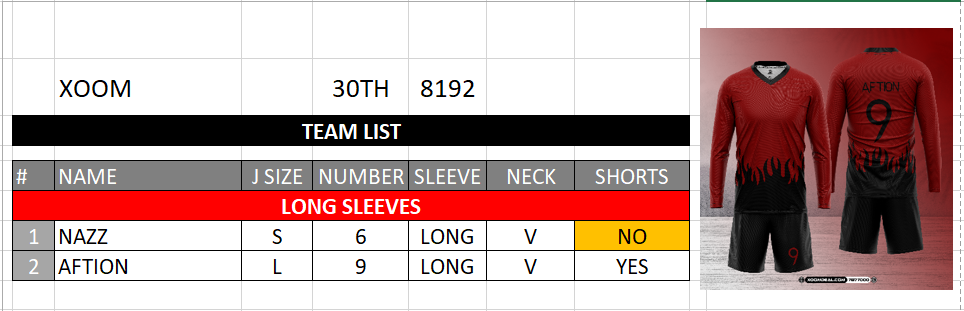 XOOM 30TH 8192
TEAM LIST
# NAME J SIZE NUMBER SLEEVE NECK SHORTS
LONG SLEEVES
1 NAZZ S 6 LONG V NO
2 AFTION L 9 LONG V YES
AFTION
9
9